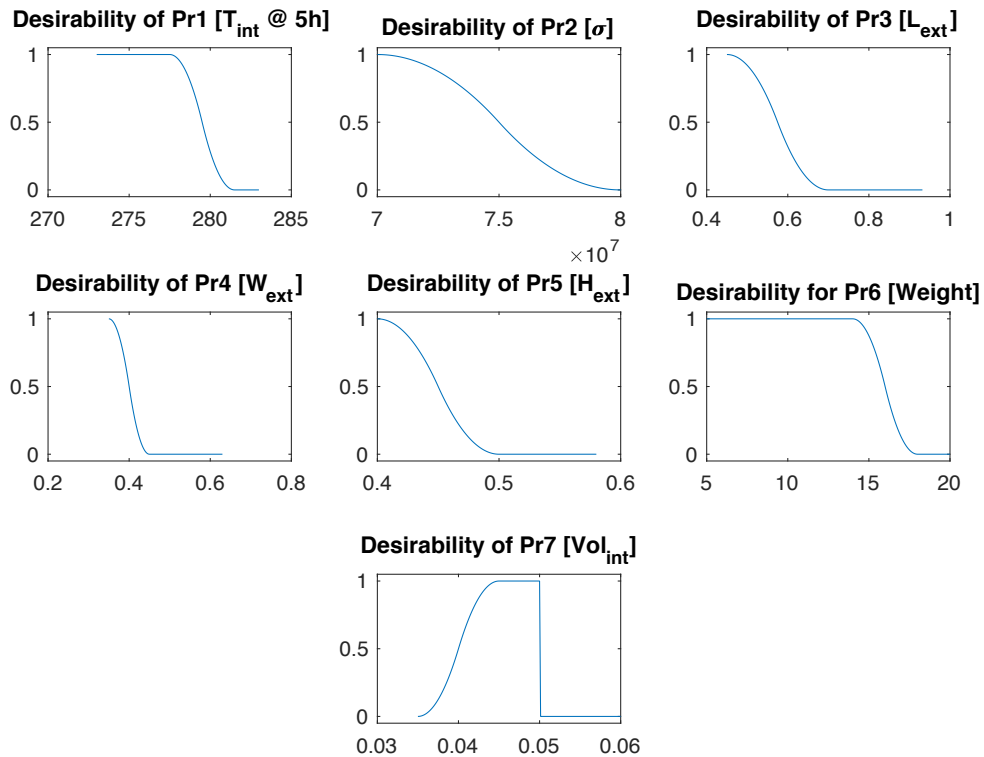 Desirability of Pr1 [T_int @ 5h]
1
0.5
0
270 275 280 285
Desirability of Pr2 [σ]
1
0.5
0
7 7.5 8
×10^7
Desirability of Pr3 [L_ext]
1
0.5
0
0.4 0.6 0.8 1
Desirability of Pr4 [W_ext]
1
0.5
0
0.2 0.4 0.6 0.8
Desirability of Pr5 [H_ext]
1
0.5
0
0.4 0.5 0.6
Desirability for Pr6 [Weight]
1
0.5
0
5 10 15 20
Desirability of Pr7 [Vol_int]
1
0.5
0
0.03 0.04 0.05 0.06